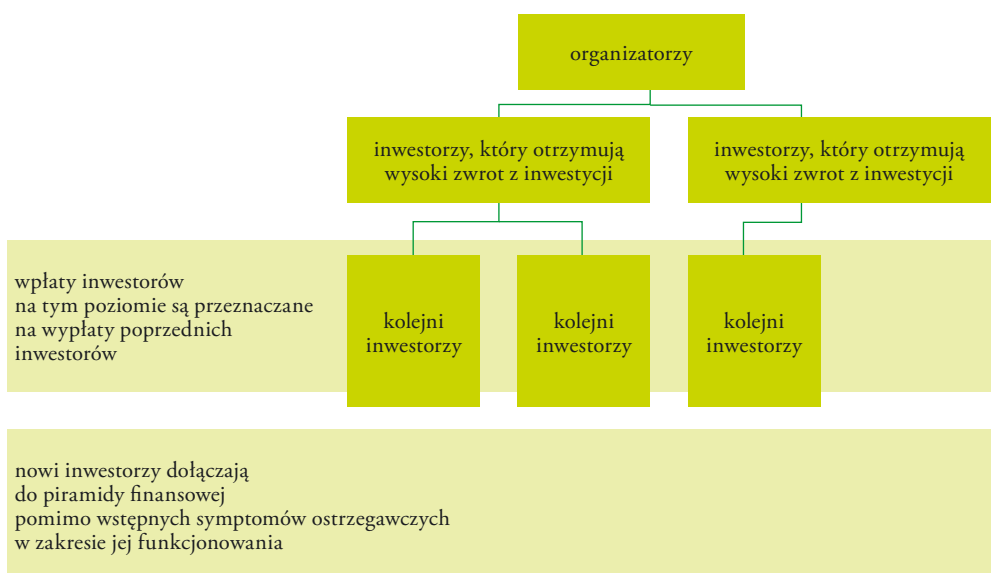 organizatorzy
inwestorzy, który otrzymują
wysoki zwrot z inwestycji
inwestorzy, który otrzymują
wysoki zwrot z inwestycji
wpłaty inwestorów
na tym poziomie są przeznaczane
na wypłaty poprzednich
inwestorów
kolejni
inwestorzy
kolejni
inwestorzy
kolejni
inwestorzy
nowi inwestorzy dołączają
do piramidy finansowej
pomimo wstępnych symptomów ostrzegawczych
w zakresie jej funkcjonowania